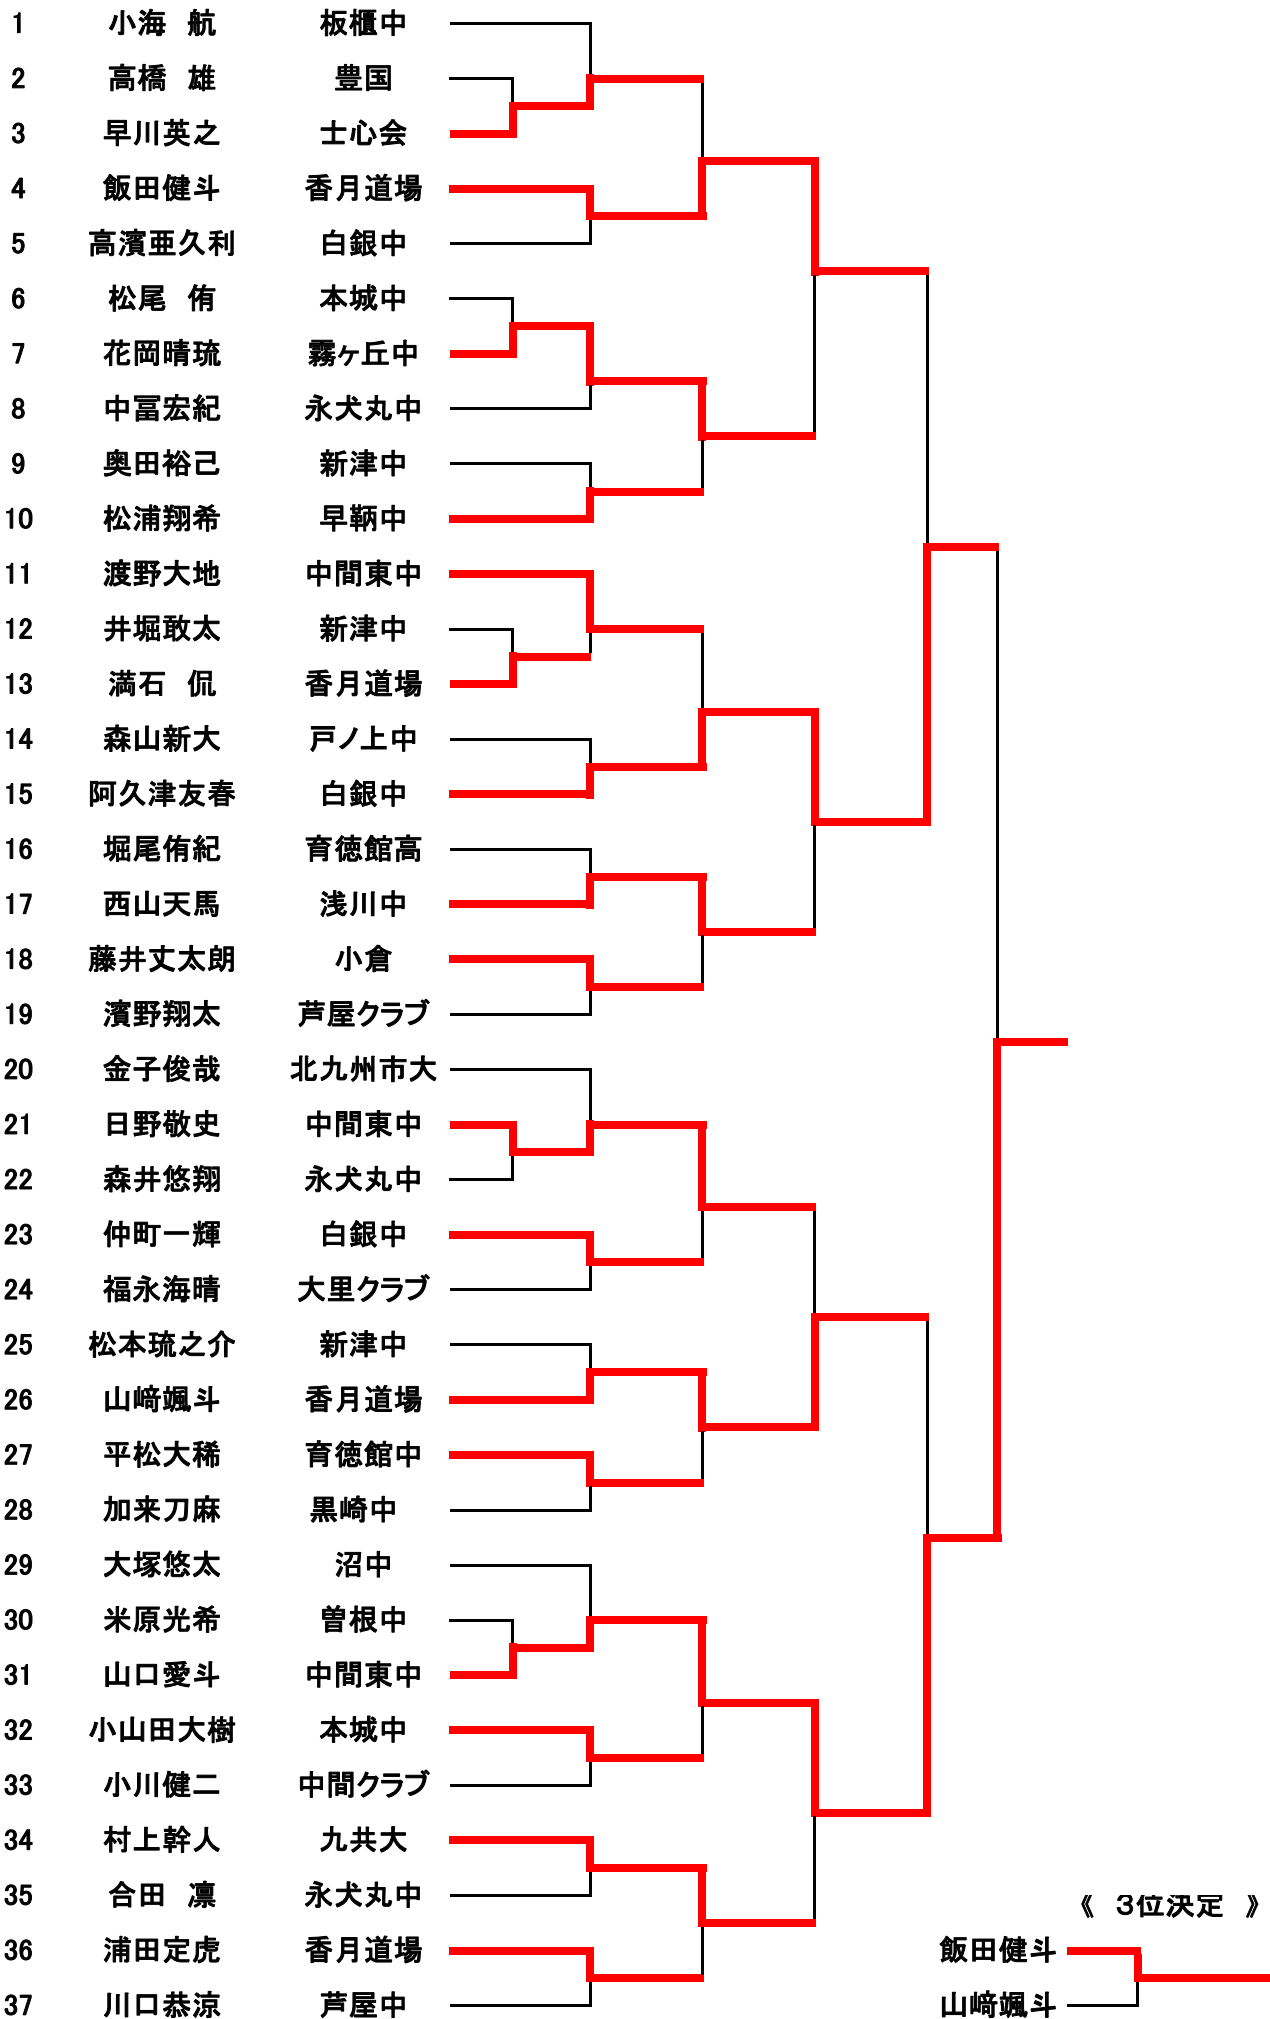 1 小海 航 板櫃中
2 高橋 雄 豊国
3 早川英之 士心会
4 飯田健斗 香月道場
5 高濱亜久利 白銀中
6 松尾 侑 本城中
7 花岡晴琉 霧ヶ丘中
8 中冨宏紀 永犬丸中
9 奥田裕己 新津中
10 松浦翔希 早鞆中
11 渡野大地 中間東中
12 井堀敢太 新津中
13 満石 侃 香月道場
14 森山新大 戸ノ上中
15 阿久津友春 白銀中
16 堀尾侑紀 育徳館高
17 西山天馬 浅川中
18 藤井丈太朗 小倉
19 濱野翔太 芦屋クラブ
20 金子俊哉 北九州市大
21 日野敬史 中間東中
22 森井悠翔 永犬丸中
23 仲町一輝 白銀中
24 福永海晴 大里クラブ
25 松本琉之介 新津中
26 山﨑颯斗 香月道場
27 平松大稀 育徳館中
28 加来刀麻 黒崎中
29 大塚悠太 沼中
30 米原光希 曽根中
31 山口愛斗 中間東中
32 小山田大樹 本城中
33 小川健二 中間クラブ
34 村上幹人 九共大
35 合田 凛 永犬丸中
《 3位決定 》
36 浦田定虎 香月道場 飯田健斗
37 川口恭涼 芦屋中 山﨑颯斗